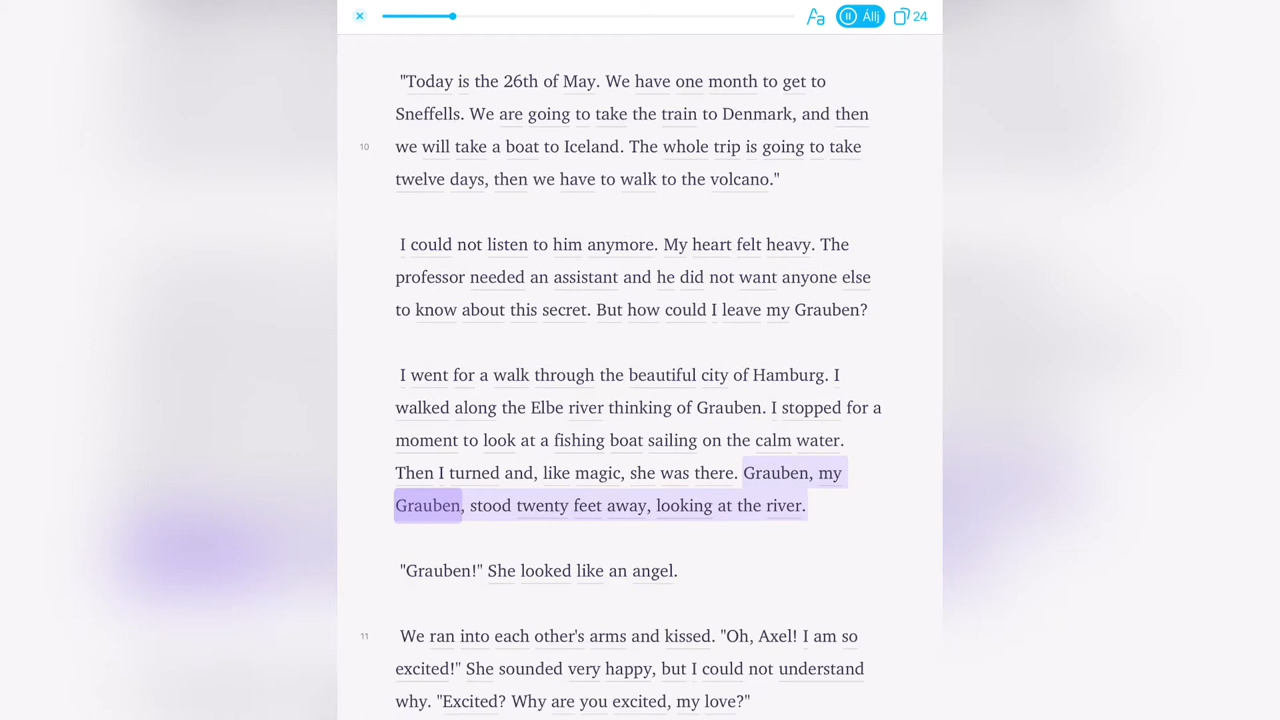 Aa Állj 24
"Today is the 26th of May. We have one month to get to
Sneffells. We are going to take the train to Denmark, and then
10 we will take a boat to Iceland. The whole trip is going to take
twelve days, then we have to walk to the volcano."
I could not listen to him anymore. My heart felt heavy. The
professor needed an assistant and he did not want anyone else
to know about this secret. But how could I leave my Grauben?
I went for a walk through the beautiful city of Hamburg. I
walked along the Elbe river thinking of Grauben. I stopped for a
moment to look at a fishing boat sailing on the calm water.
Then I turned and, like magic, she was there. Grauben, my
Grauben, stood twenty feet away, looking at the river.
"Grauben!" She looked like an angel.
11 We ran into each other's arms and kissed. "Oh, Axel! I am so
excited!" She sounded very happy, but I could not understand
why. "Excited? Why are you excited, my love?"